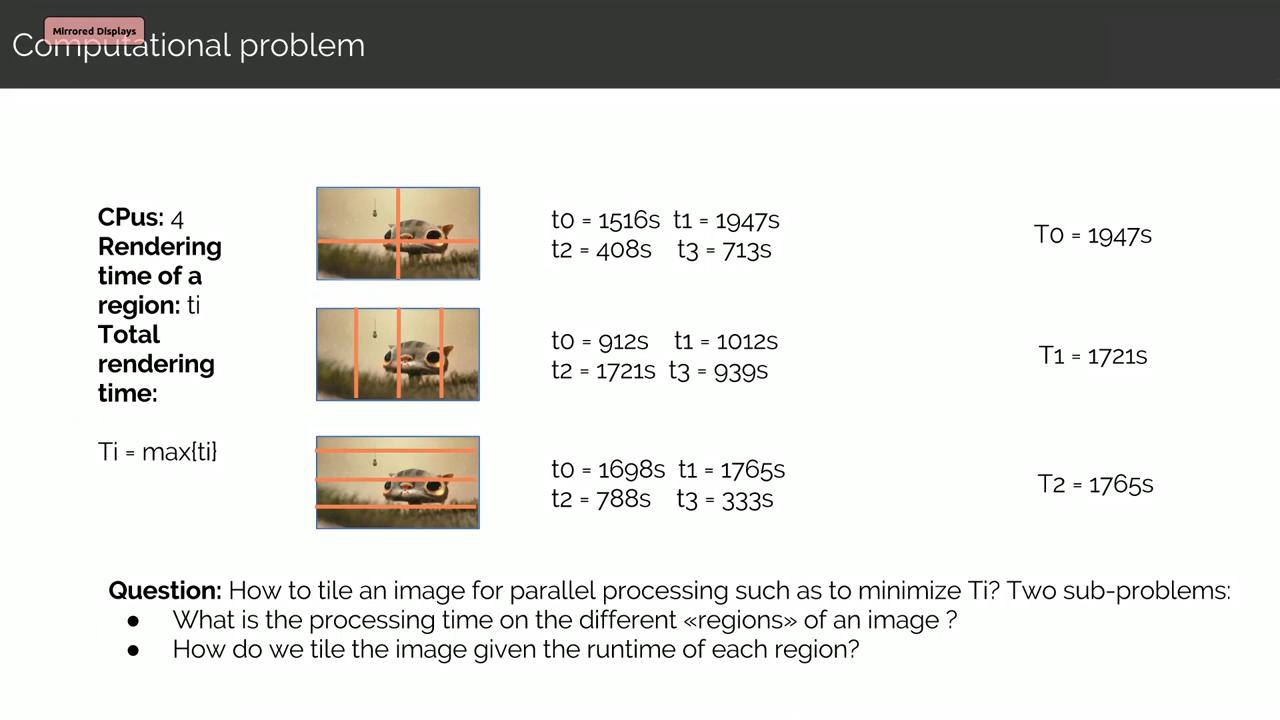 Mirrored Displays
Computational problem
CPus: 4
Rendering
time of a
region: ti
Total
rendering
time:
Ti = max{ti}
t0 = 1516s t1 = 1947s
t2 = 408s t3 = 713s
T0 = 1947s
t0 = 912s t1 = 1012s
t2 = 1721s t3 = 939s
T1 = 1721s
t0 = 1698s t1 = 1765s
t2 = 788s t3 = 333s
T2 = 1765s
Question: How to tile an image for parallel processing such as to minimize Ti? Two sub-problems:
● What is the processing time on the different «regions» of an image ?
● How do we tile the image given the runtime of each region?